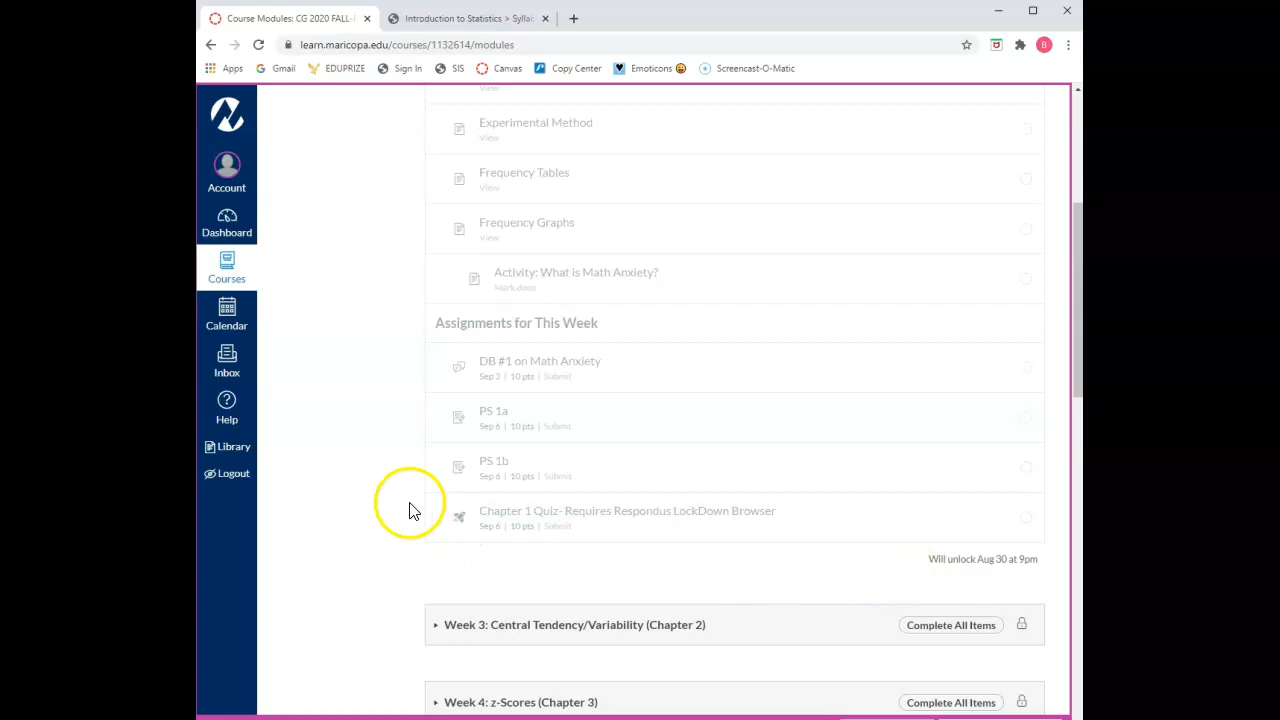 Course Modules: CG 2020 FALL-F
Introduction to Statistics > Sylla
learn.maricopa.edu/courses/1132614/modules
B
Apps
Gmail
EDUPRIZE
Sign In
SIS
Canvas
Copy Center
Emoticons
Screencast-O-Matic
Account
Dashboard
Courses
Calendar
Inbox
Help
Library
Logout
View
Experimental Method
View
Frequency Tables
View
Frequency Graphs
View
Activity: What is Math Anxiety?
Mark done
Assignments for This Week
DB #1 on Math Anxiety
Sep 3 | 10 pts | Submit
PS 1a
Sep 6 | 10 pts | Submit
PS 1b
Sep 6 | 10 pts | Submit
Chapter 1 Quiz- Requires Respondus LockDown Browser
Sep 6 | 10 pts | Submit
Will unlock Aug 30 at 9pm
Week 3: Central Tendency/Variability (Chapter 2)
Complete All Items
Week 4: z-Scores (Chapter 3)
Complete All Items